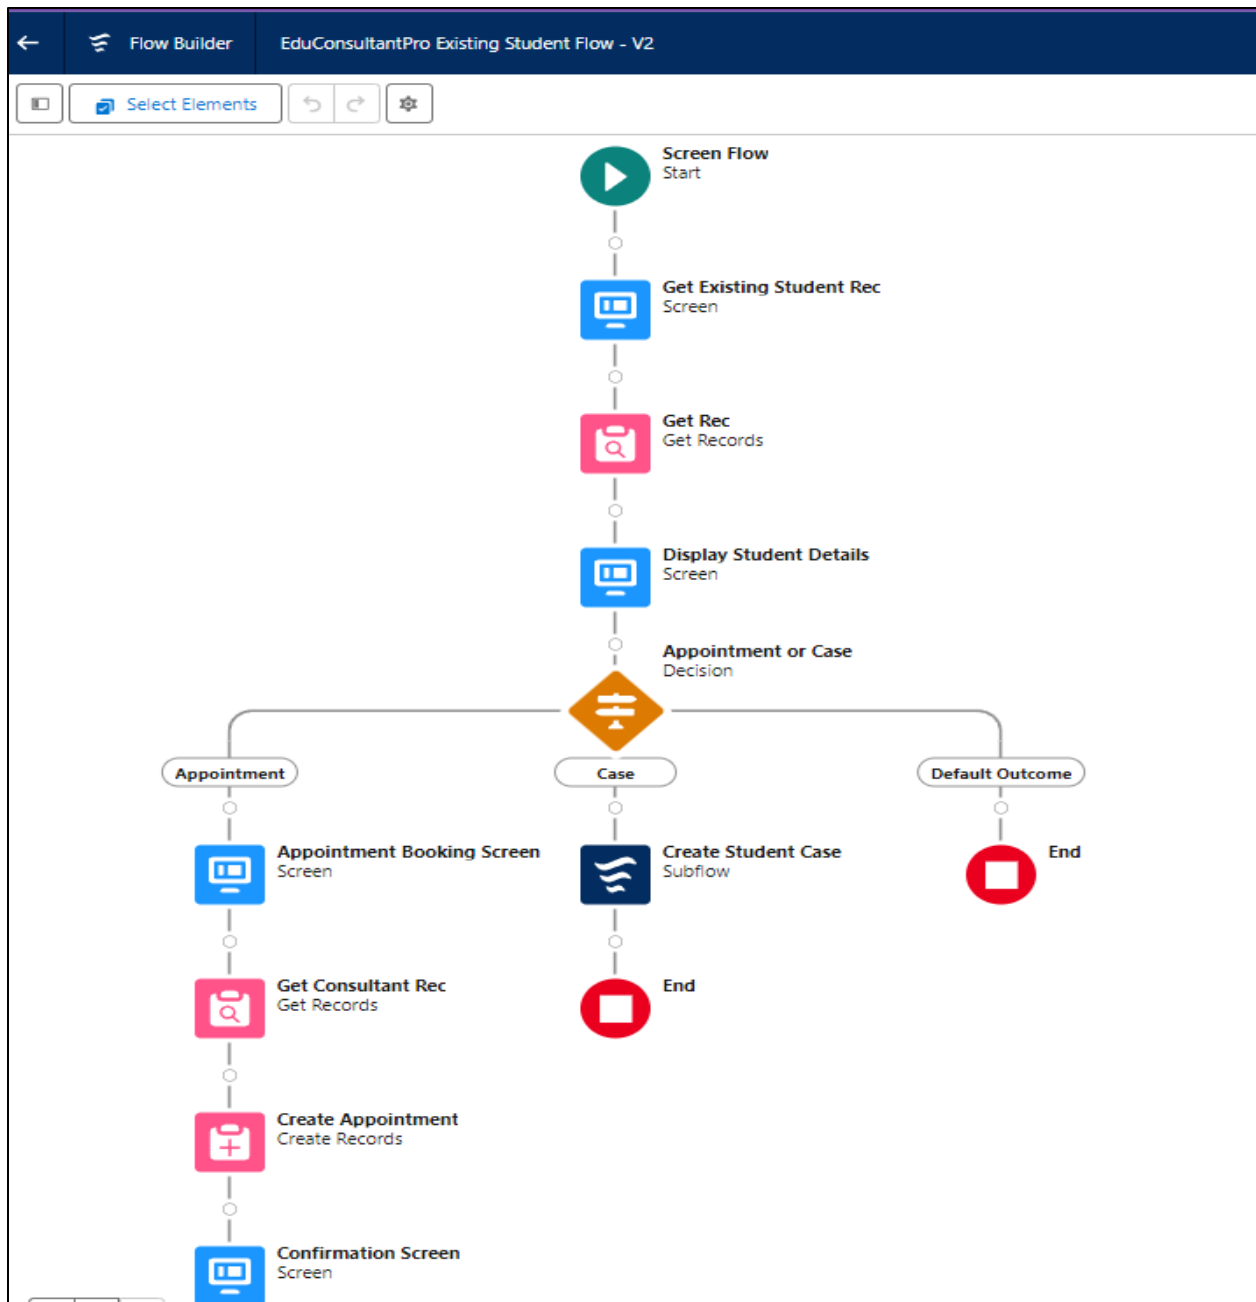 Flow Builder
EduConsultantPro Existing Student Flow - V2
Select Elements
Screen Flow
Start
Get Existing Student Rec
Screen
Get Rec
Get Records
Display Student Details
Screen
Appointment or Case
Decision
Appointment
Case
Default Outcome
Appointment Booking Screen
Screen
Create Student Case
Subflow
End
Get Consultant Rec
Get Records
End
Create Appointment
Create Records
Confirmation Screen
Screen